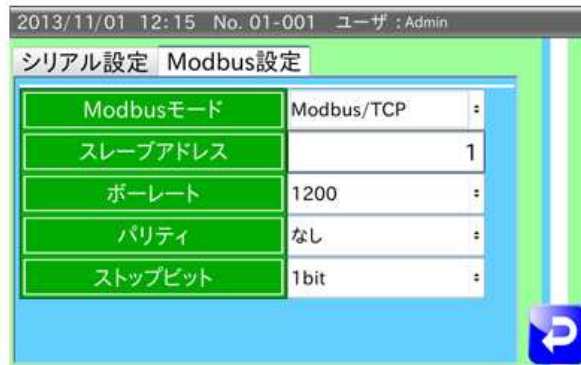 2013/11/01 12:15 No. 01-001 ユーザ : Admin
シリアル設定 Modbus設定
Modbusモード Modbus/TCP
スレーブアドレス 1
ボーレート 1200
パリティ なし
ストップビット 1bit